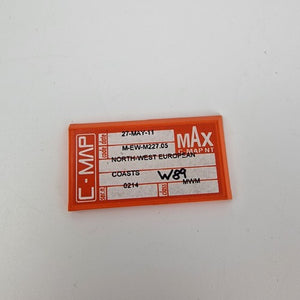 C-MAP
27-MAY-11
M-EW-M227.05
MAX
C-MAP NT
NORTH-WEST EUROPEAN
COASTS
W89
0214
MWM